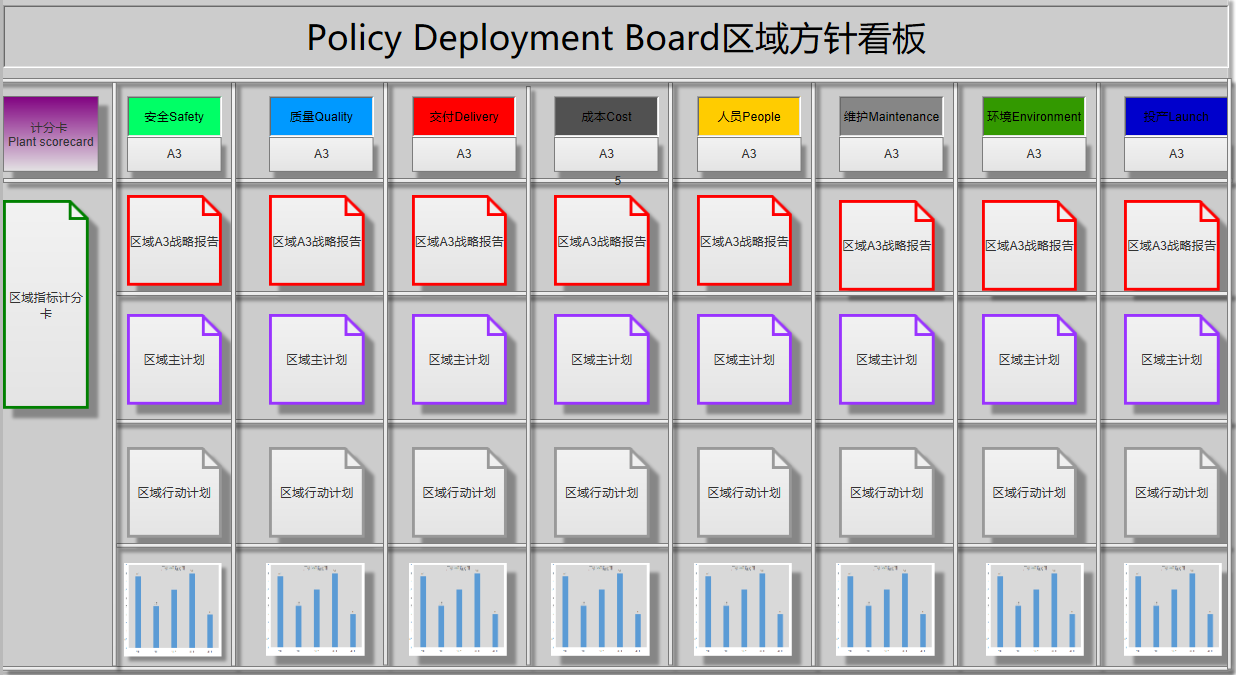 Policy Deployment Board区域方针看板
计分卡
Plant scorecard
安全Safety
质量Quality
交付Delivery
成本Cost
人员People
维护Maintenance
环境Environment
Launch
A3
A3
A3
A3
A3
A3
A3
A3
5
区域A3战略报告
区域A3战略报告
区域A3战略报告
区域A3战略报告
区域A3战略报告
区域A3战略报告
区域A3战略报告
区域A3战略报告
区域指标计分
卡
区域主计划
区域主计划
区域主计划
区域主计划
区域主计划
区域主计划
区域主计划
区域主计划
区域行动计划
区域行动计划
区域行动计划
区域行动计划
区域行动计划
区域行动计划
区域行动计划
区域行动计划